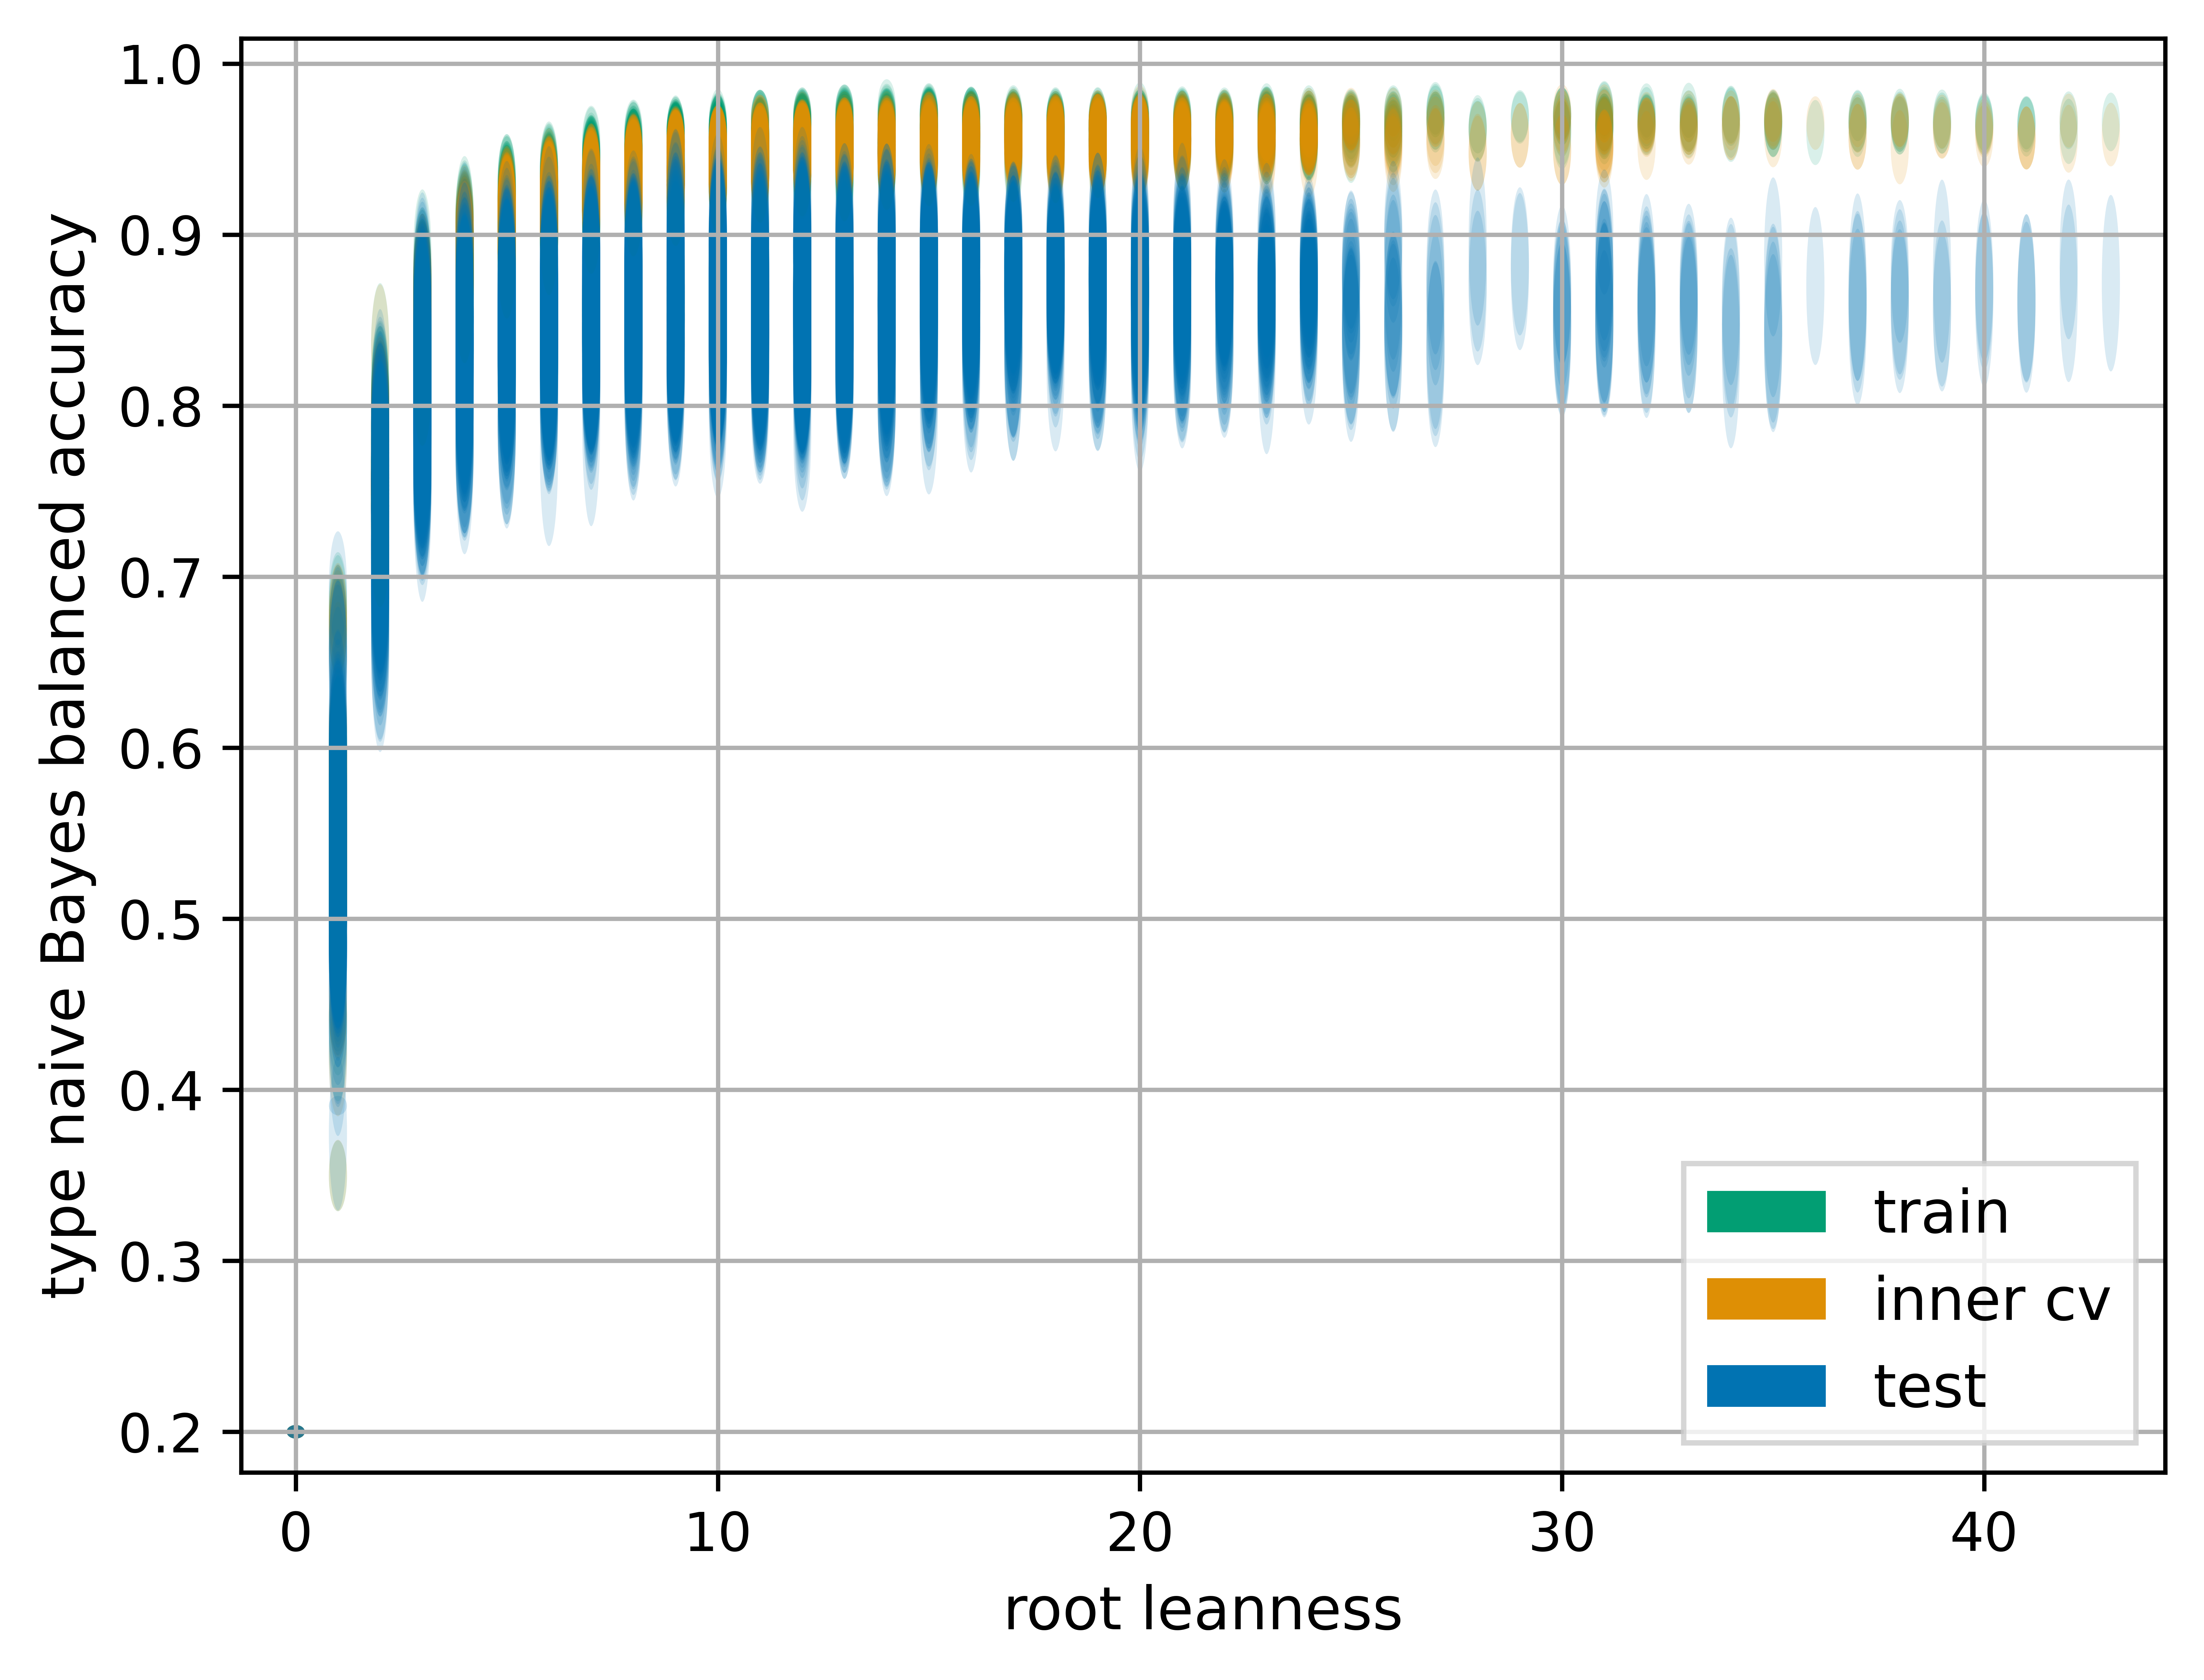 type naive Bayes balanced accuracy
1.0
0.9
0.8
0.7
0.6
0.5
0.4
0.3
0.2
0 10 20 30 40
root leanness
train
inner cv
test